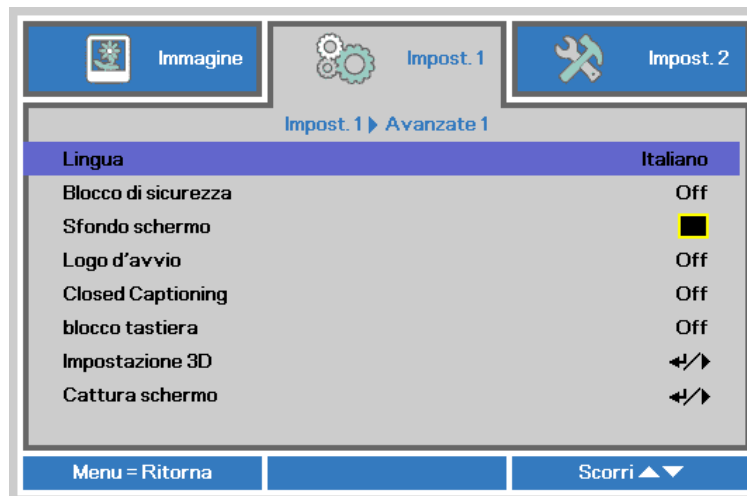 Immagine Impost. 1 Impost. 2
Impost. 1 ▶ Avanzate 1
Lingua Italiano
Blocco di sicurezza Off
Sfondo schermo
Logo d'avvio Off
Closed Captioning Off
blocco tastiera Off
Impostazione 3D ↵/▶
Cattura schermo ↵/▶
Menu = Ritorna Scorri ▲▼